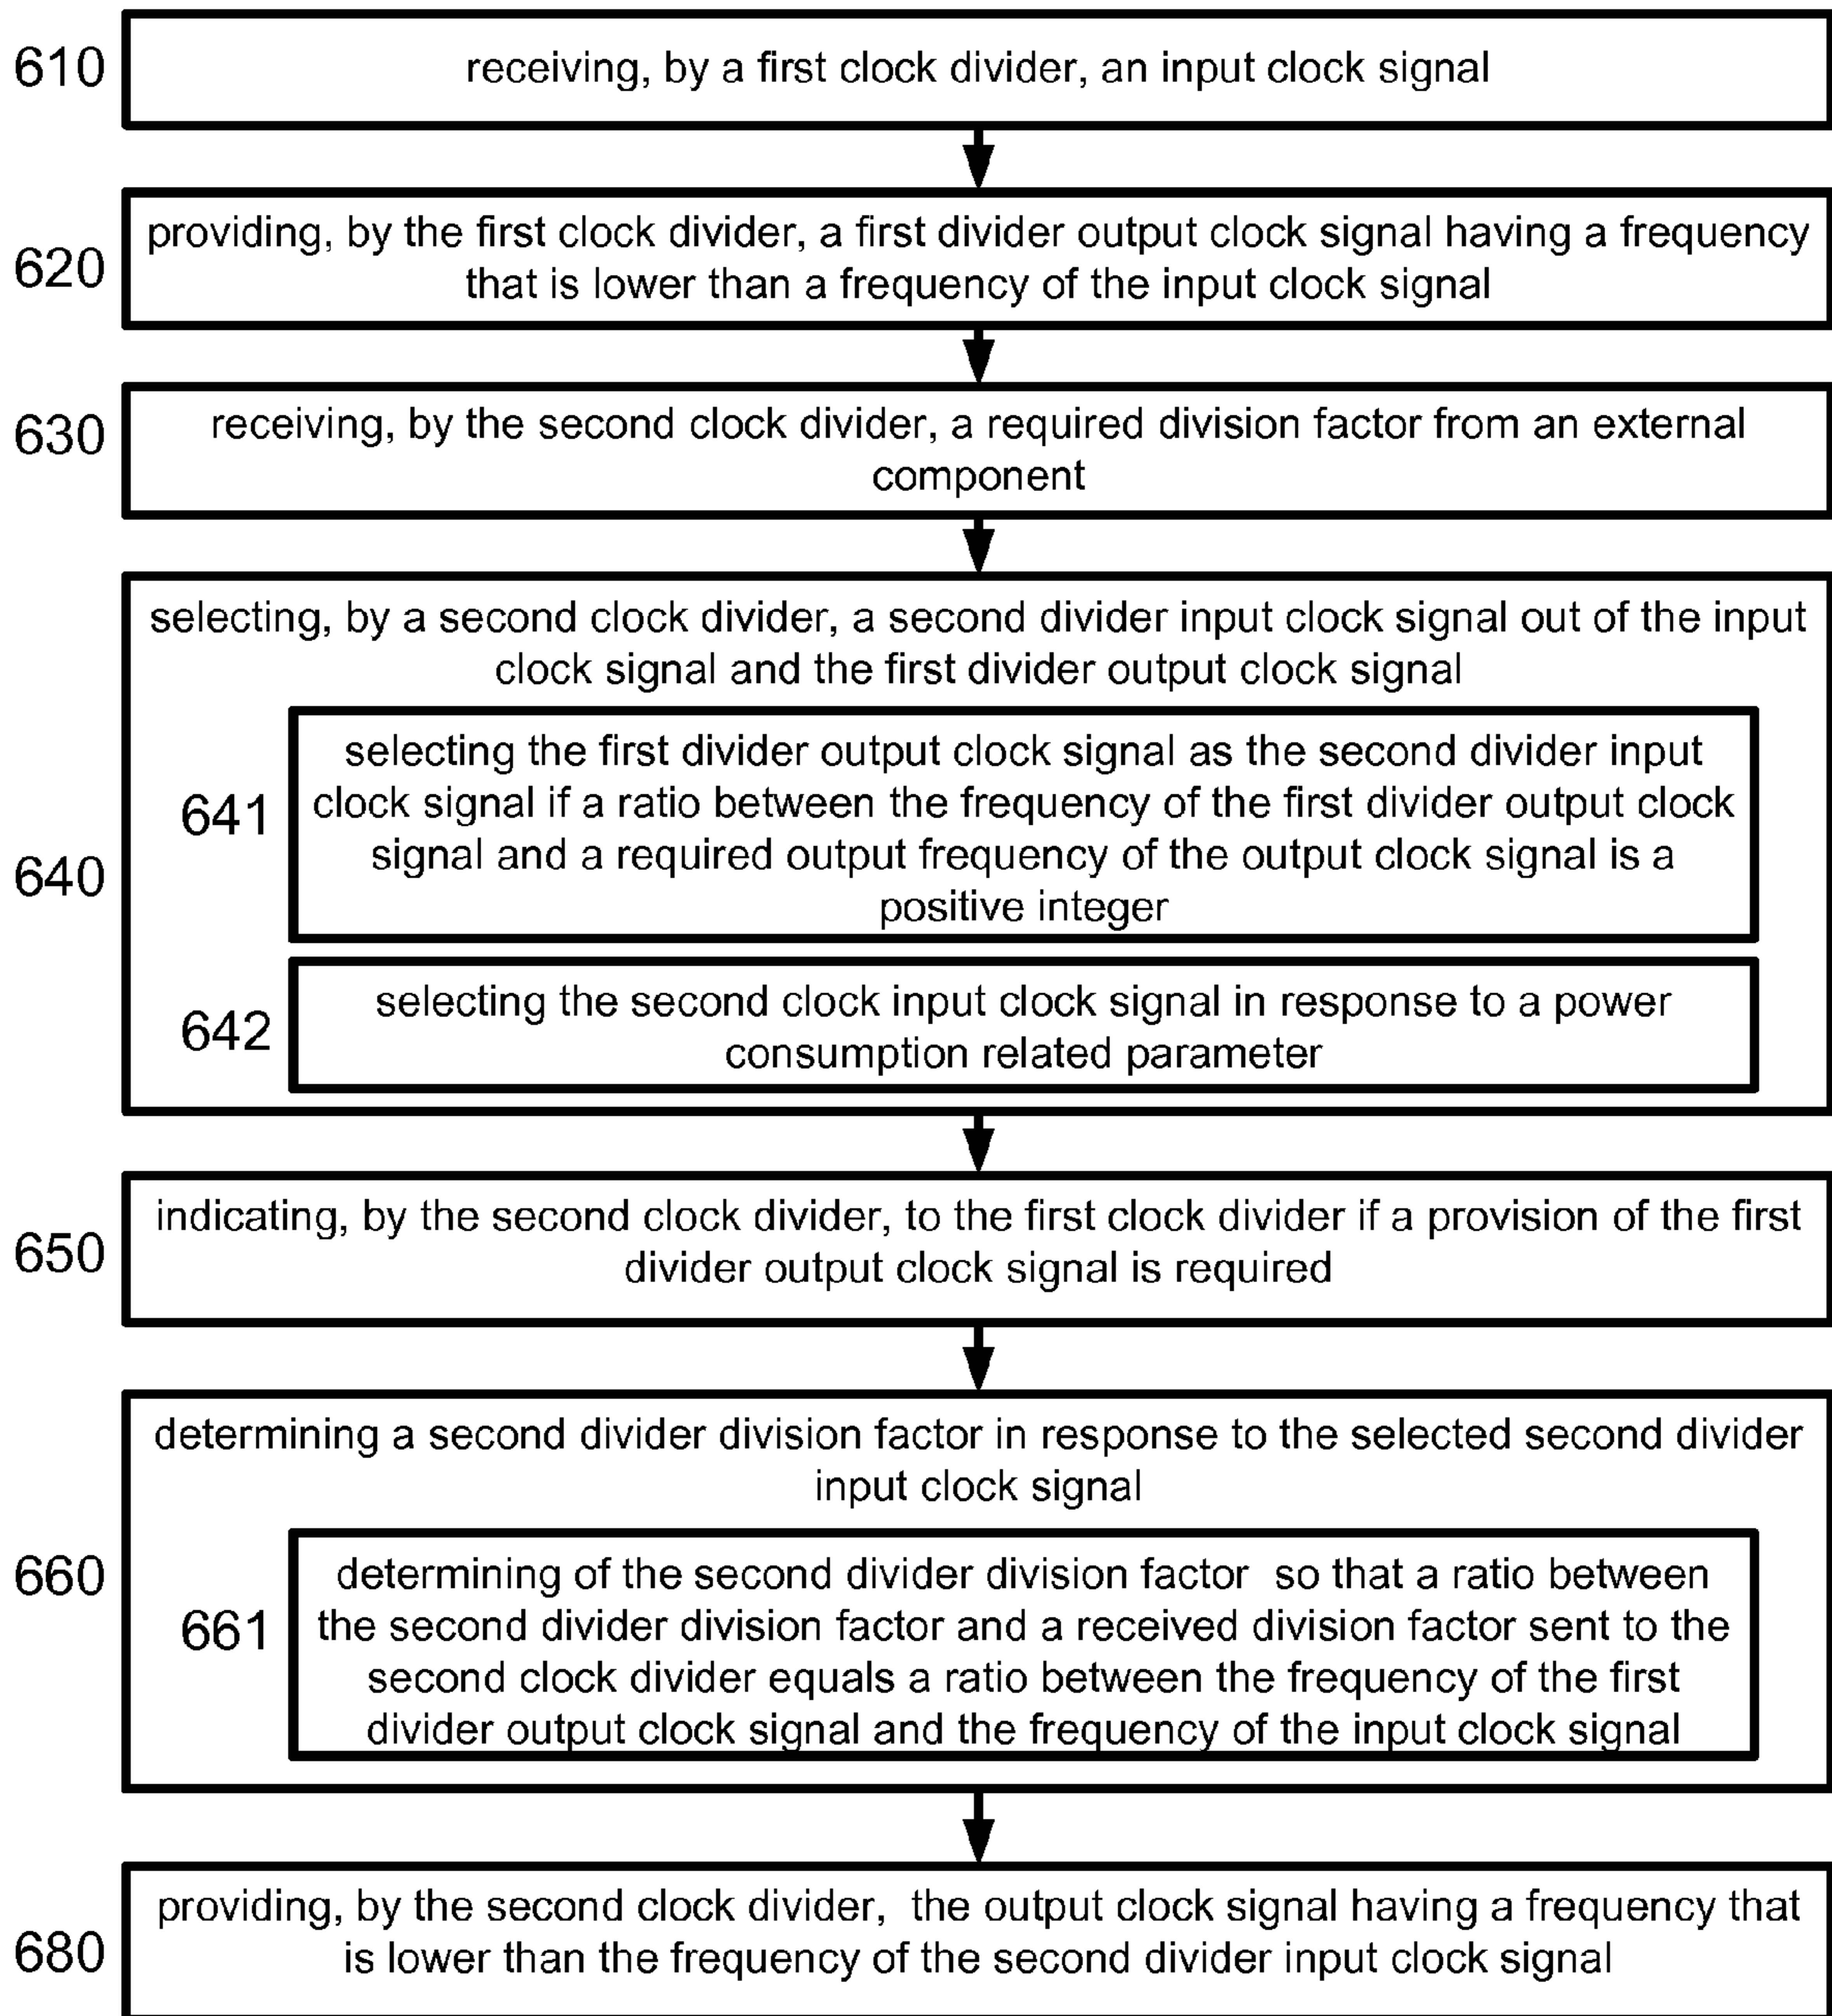 610
receiving, by a first clock divider, an input clock signal
620
providing, by the first clock divider, a first divider output clock signal having a frequency
that is lower than a frequency of the input clock signal
630
receiving, by the second clock divider, a required division factor from an external
component
640
selecting, by a second clock divider, a second divider input clock signal out of the input
clock signal and the first divider output clock signal
641
selecting the first divider output clock signal as the second divider input
clock signal if a ratio between the frequency of the first divider output clock
signal and a required output frequency of the output clock signal is a
positive integer
642
selecting the second clock input clock signal in response to a power
consumption related parameter
650
indicating, by the second clock divider, to the first clock divider if a provision of the first
divider output clock signal is required
660
determining a second divider division factor in response to the selected second divider
input clock signal
661
determining of the second divider division factor so that a ratio between
the second divider division factor and a received division factor sent to the
second clock divider equals a ratio between the frequency of the first
divider output clock signal and the frequency of the input clock signal
680
providing, by the second clock divider, the output clock signal having a frequency that
is lower than the frequency of the second divider input clock signal